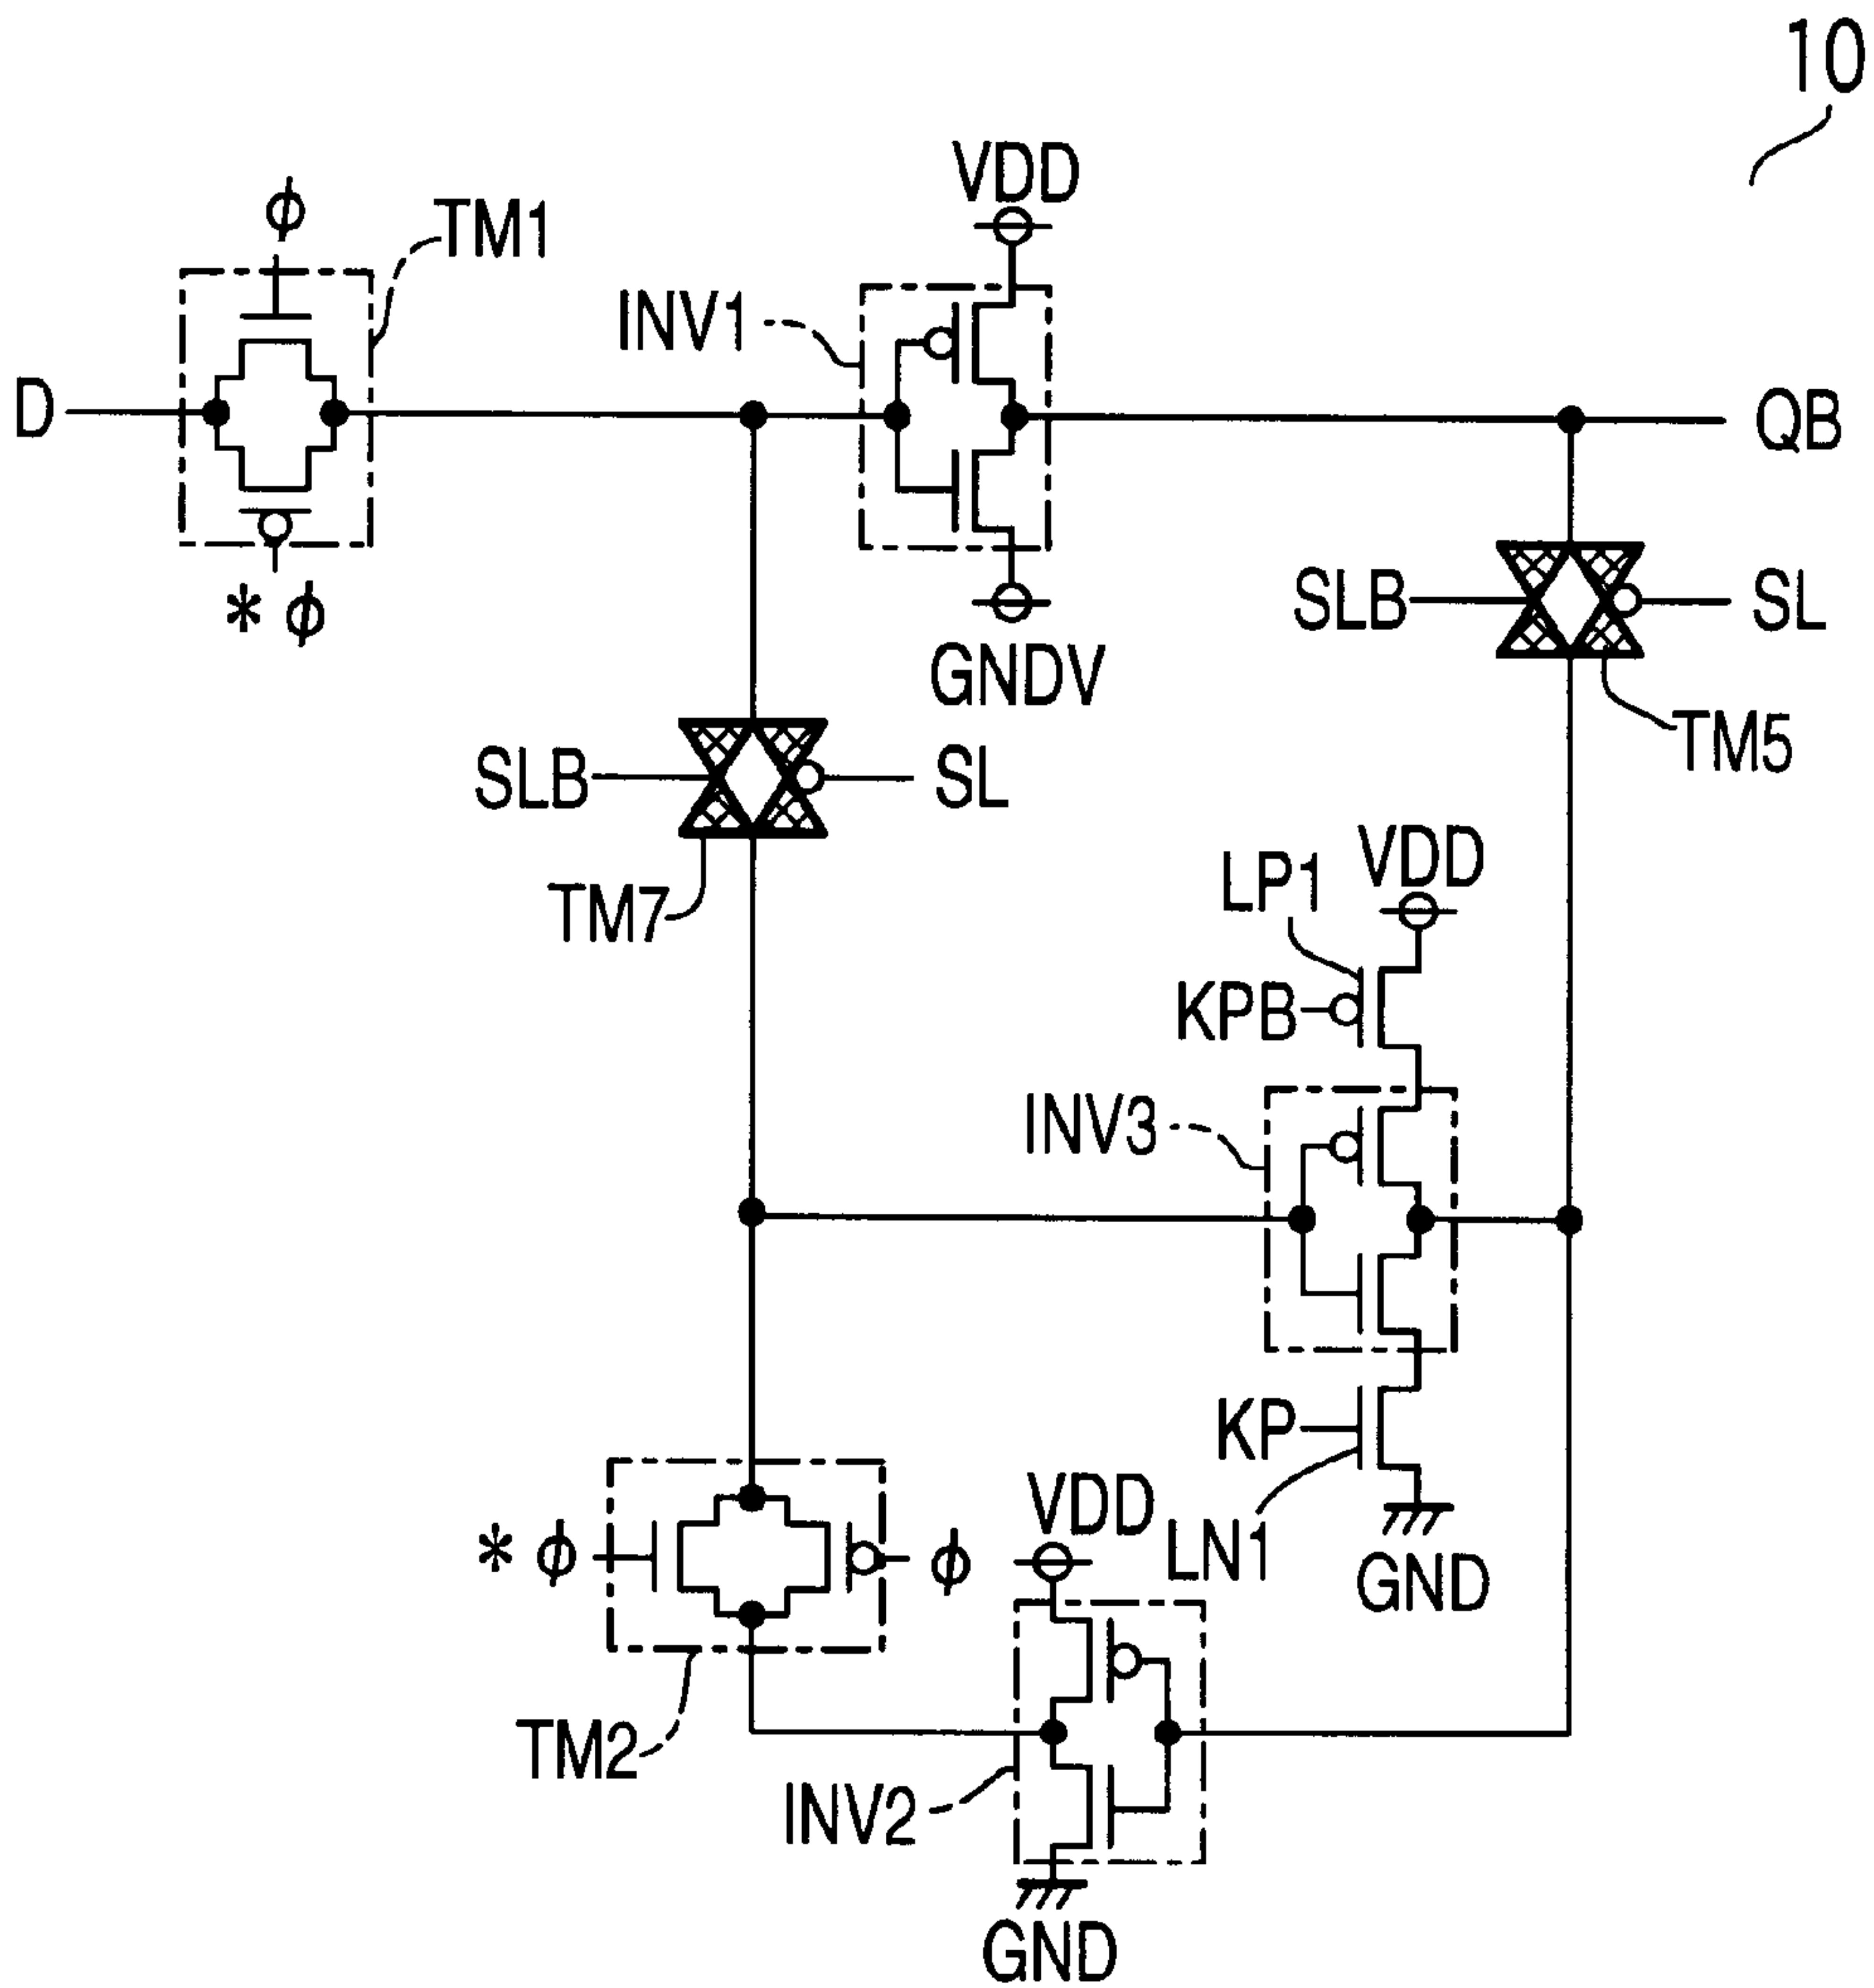 10
VDD
φ
TM1
INV1
D
QB
* φ
SLB
SL
GNDV
TM5
SLB
SL
VDD
LP1
TM7
KPB
INV3
KP
VDD
LN1
* φ
φ
GND
TM2
INV2
GND